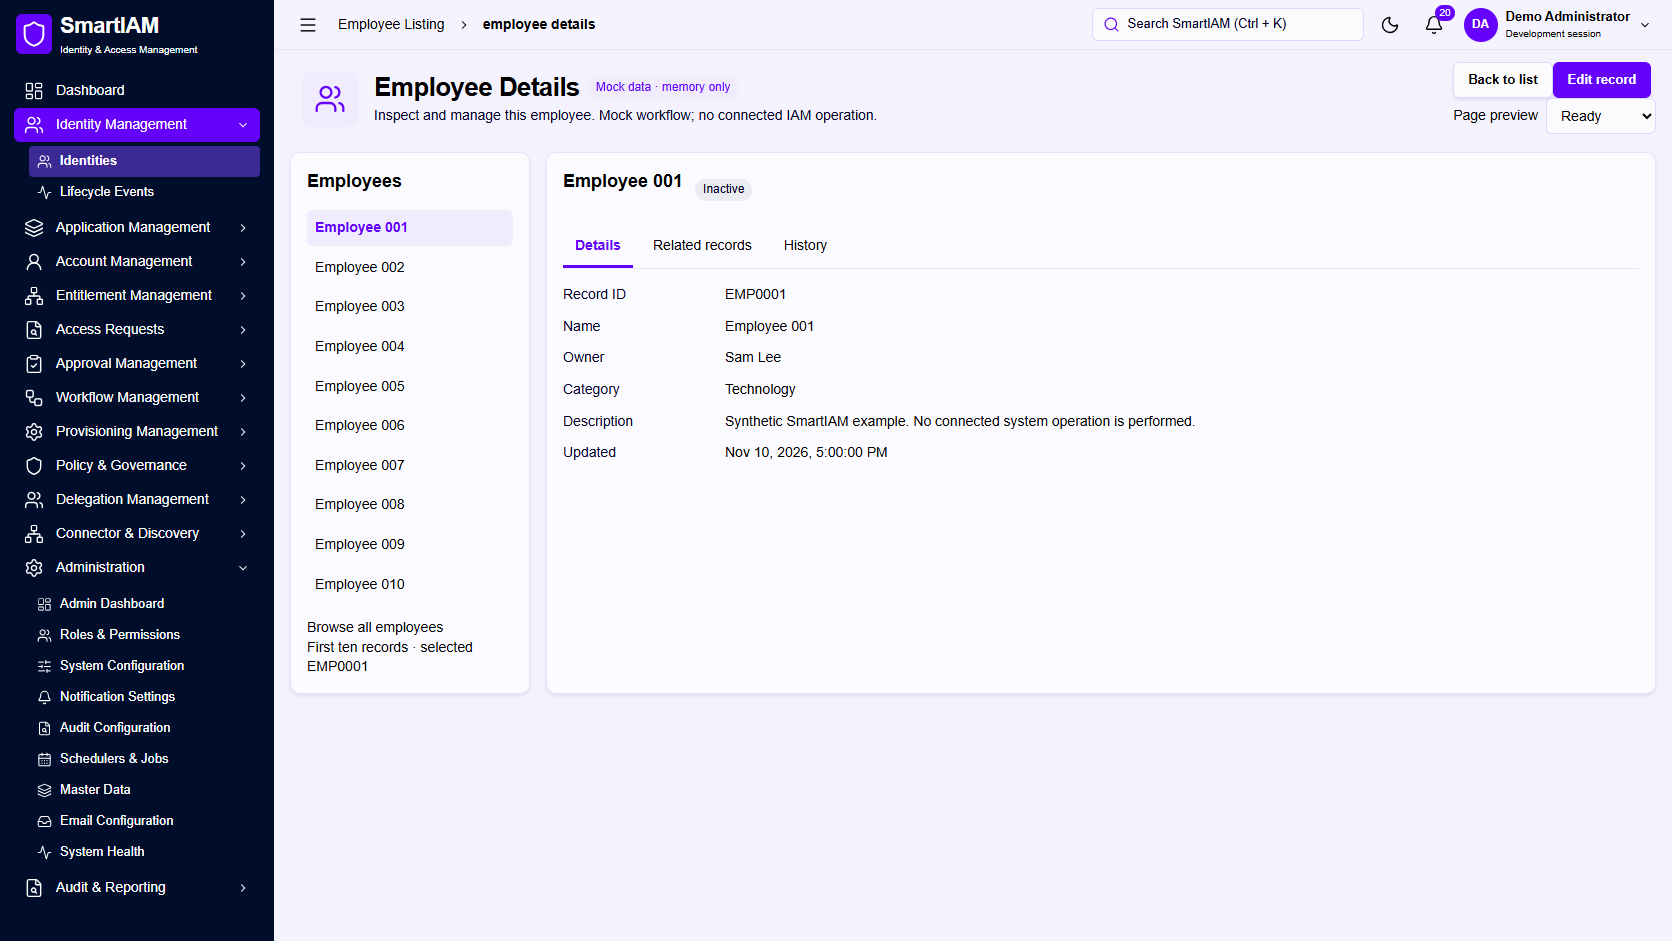 SmartIAM
Identity & Access Management
Dashboard
Identity Management
Identities
Lifecycle Events
Application Management
Account Management
Entitlement Management
Access Requests
Approval Management
Workflow Management
Provisioning Management
Policy & Governance
Delegation Management
Connector & Discovery
Administration
Admin Dashboard
Roles & Permissions
System Configuration
Notification Settings
Audit Configuration
Schedulers & Jobs
Master Data
Email Configuration
System Health
Audit & Reporting
Employee Listing > employee details
Search SmartIAM (Ctrl + K)
20
DA
Demo Administrator
Development session
Employee Details
Mock data · memory only
Inspect and manage this employee. Mock workflow; no connected IAM operation.
Back to list
Edit record
Page preview
Ready
Employees
Employee 001
Employee 002
Employee 003
Employee 004
Employee 005
Employee 006
Employee 007
Employee 008
Employee 009
Employee 010
Browse all employees
First ten records · selected
EMP0001
Employee 001
Inactive
Details
Related records
History
Record ID EMP0001
Name Employee 001
Owner Sam Lee
Category Technology
Description Synthetic SmartIAM example. No connected system operation is performed.
Updated Nov 10, 2026, 5:00:00 PM